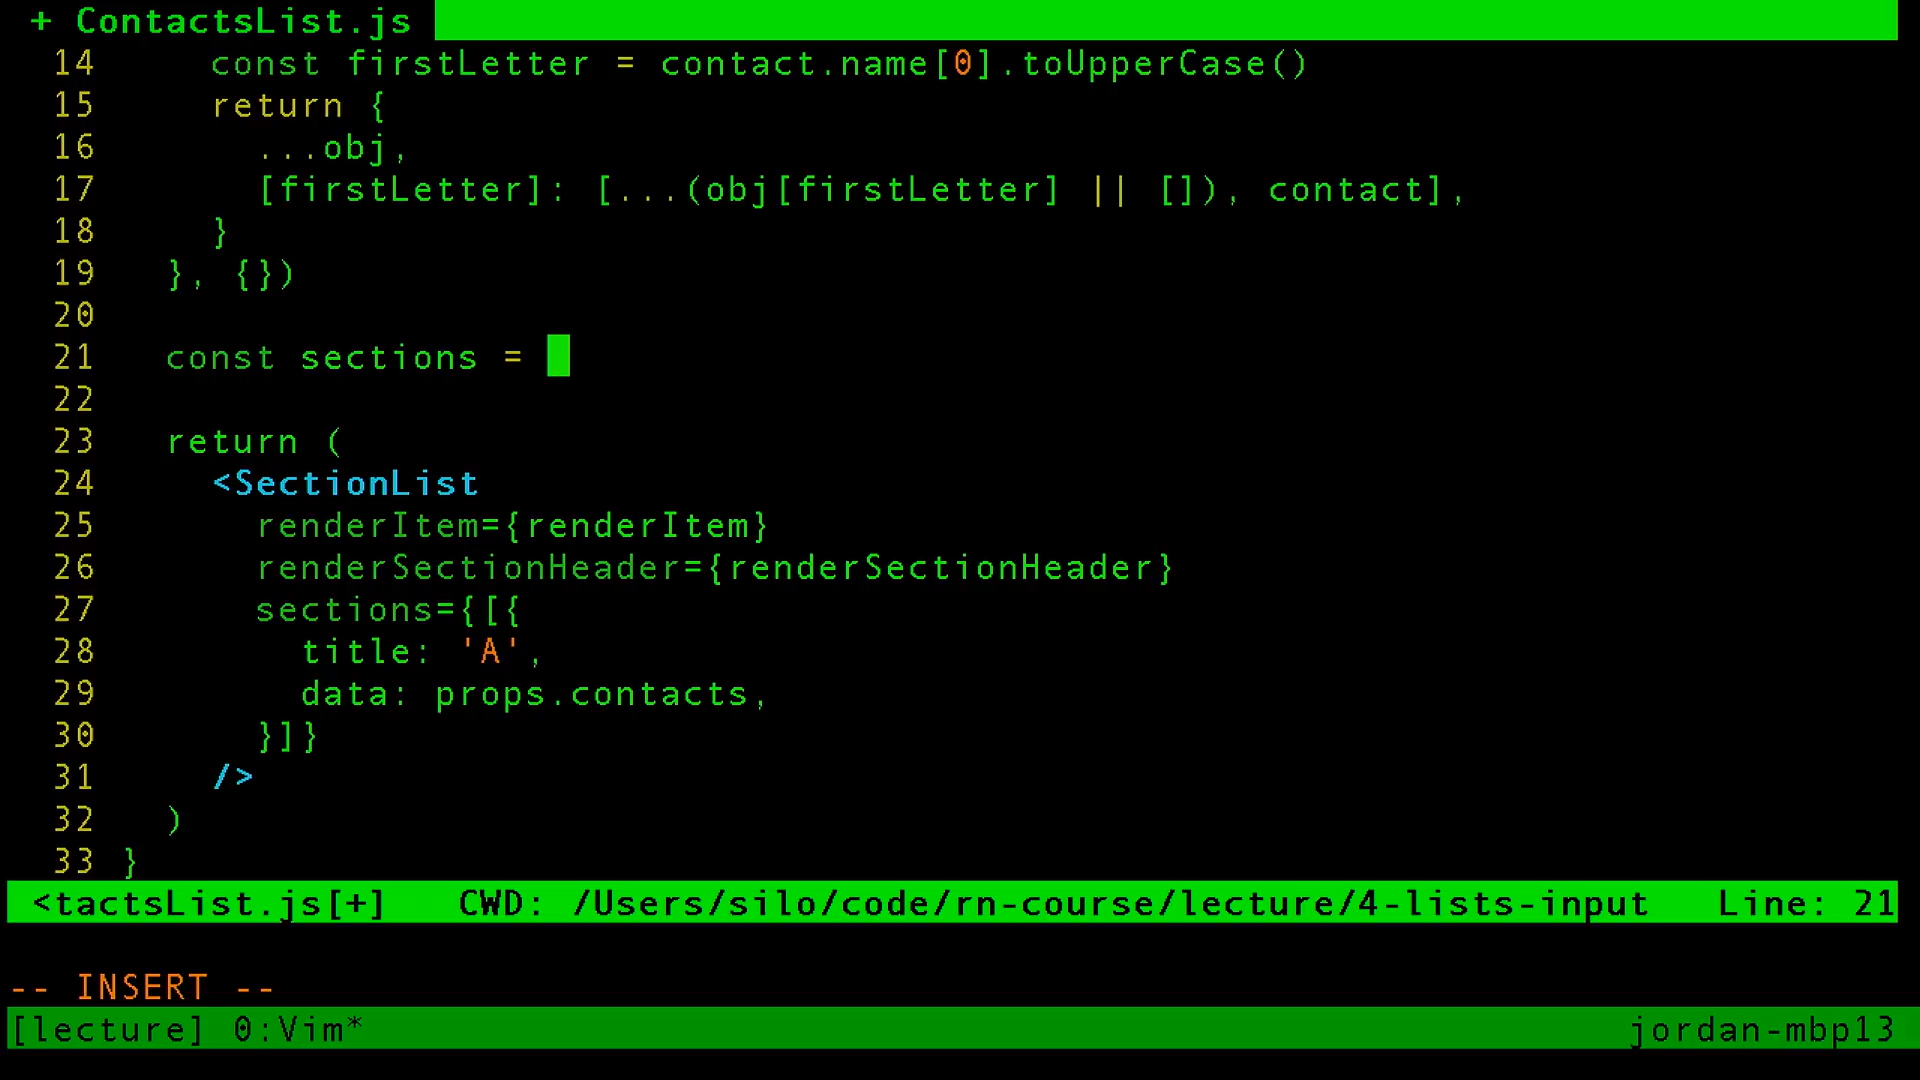 + ContactsList.js
14 const firstLetter = contact.name[0].toUpperCase()
15 return {
16 ...obj,
17 [firstLetter]: [...(obj[firstLetter] || []), contact],
18 }
19 }, {})
20
21 const sections =
22
23 return (
24 <SectionList
25 renderItem={renderItem}
26 renderSectionHeader={renderSectionHeader}
27 sections={[{
28 title: 'A',
29 data: props.contacts,
30 }]}
31 />
32 )
33 }
<tactsList.js[+] CWD: /Users/silo/code/rn-course/lecture/4-lists-input Line: 21
-- INSERT --
[lecture] 0:Vim* jordan-mbp13